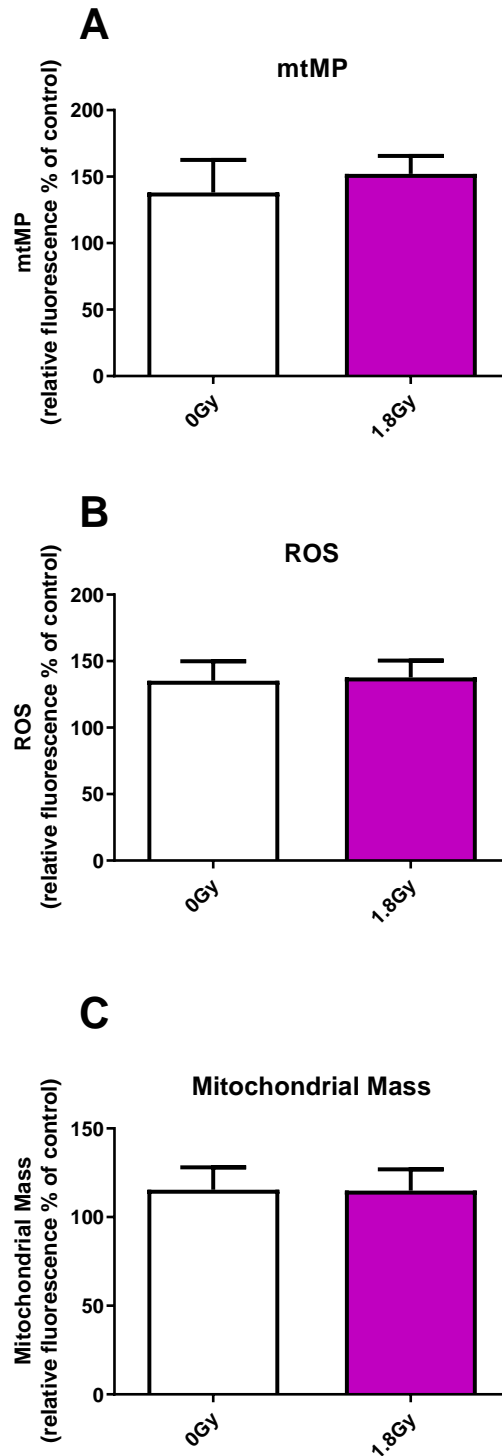 A
mtMP
mtMP
(relative fluorescence % of control)
200
150
100
50
0
0Gy
1.8Gy
B
ROS
ROS
(relative fluorescence % of control)
200
150
100
50
0
0Gy
1.8Gy
C
Mitochondrial Mass
Mitochondrial Mass
(relative fluorescence % of control)
150
100
50
0
0Gy
1.8Gy